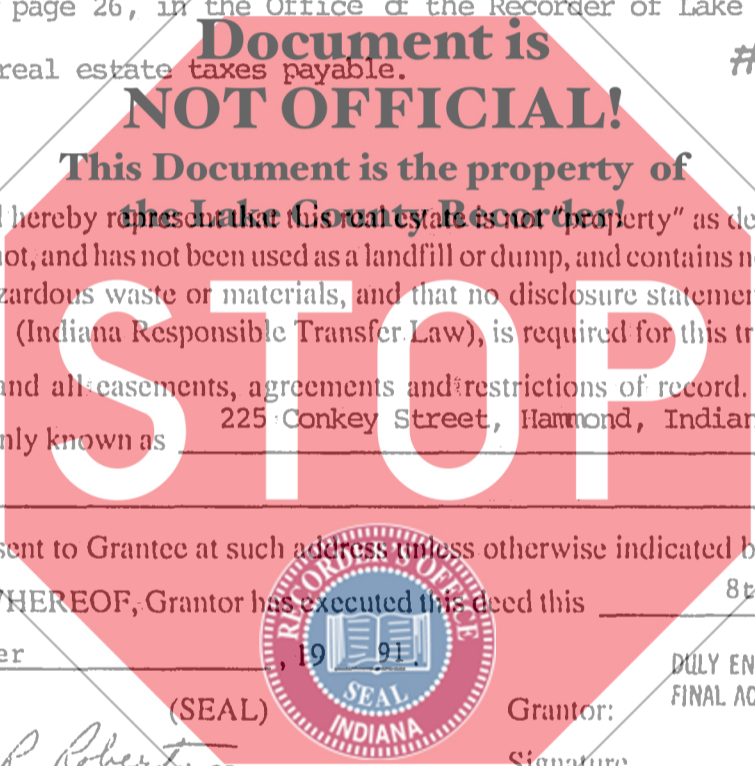 page 26, in the Office of the Recorder of Lake
Document is
real estate taxes payable.
#
NOT OFFICIAL!
This Document is the property of
the Lake County Recorder!
hereby represent that this real estate is not "property" as de
ot, and has not been used as a landfill or dump, and contains n
zardous waste or materials, and that no disclosure stateme
(Indiana Responsible Transfer Law), is required for this tr
and all easements, agreements and restrictions of record.
225 Conkey Street, Hammond, Indian
nly known as
STOP
sent to Grantee at such address unless otherwise indicated b
WHEREOF, Grantor has executed this deed this 8t
er , 19 91.
RECORDER'S OFFICE
SEAL
INDIANA
DULY EN
FINAL AC
(SEAL) Grantor:
R Robert
Signature